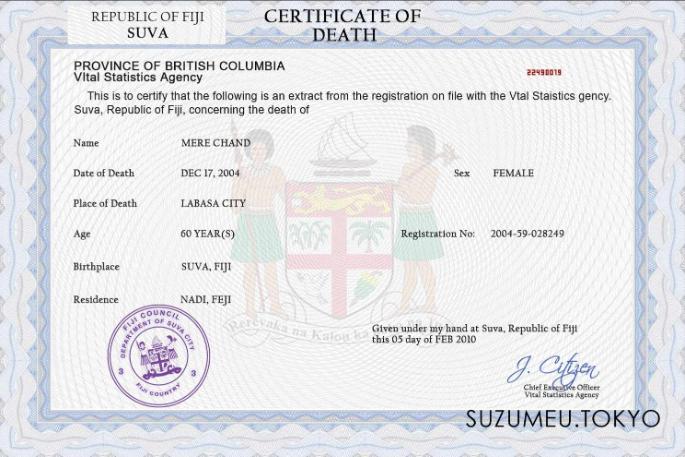 REPUBLIC OF FIJI
SUVA
CERTIFICATE OF
DEATH
PROVINCE OF BRITISH COLUMBIA
VItal Statistics Agency
22490019
This is to certify that the following is an extract from the registration on file with the Vtal Staistics gency.
Suva, Republic of Fiji, concerning the death of
Name MERE CHAND
Date of Death DEC 17, 2004 Sex FEMALE
Place of Death LABASA CITY
Age 60 YEAR(S) Registration No: 2004-59-028249
Birthplace SUVA, FIJI
Residence NADI, FEJI
Rerevaka na Kalou ka
FIJI COUNCIL
DEPARTMENT OF SUVA CITY
3 3
FIJI COUNTRY
Given under my hand at Suva, Republic of Fiji
this 05 day of FEB 2010
J. Citizen
Chief Executive Officer
Vital Statistics Agency
SUZUMEU.TOKYO